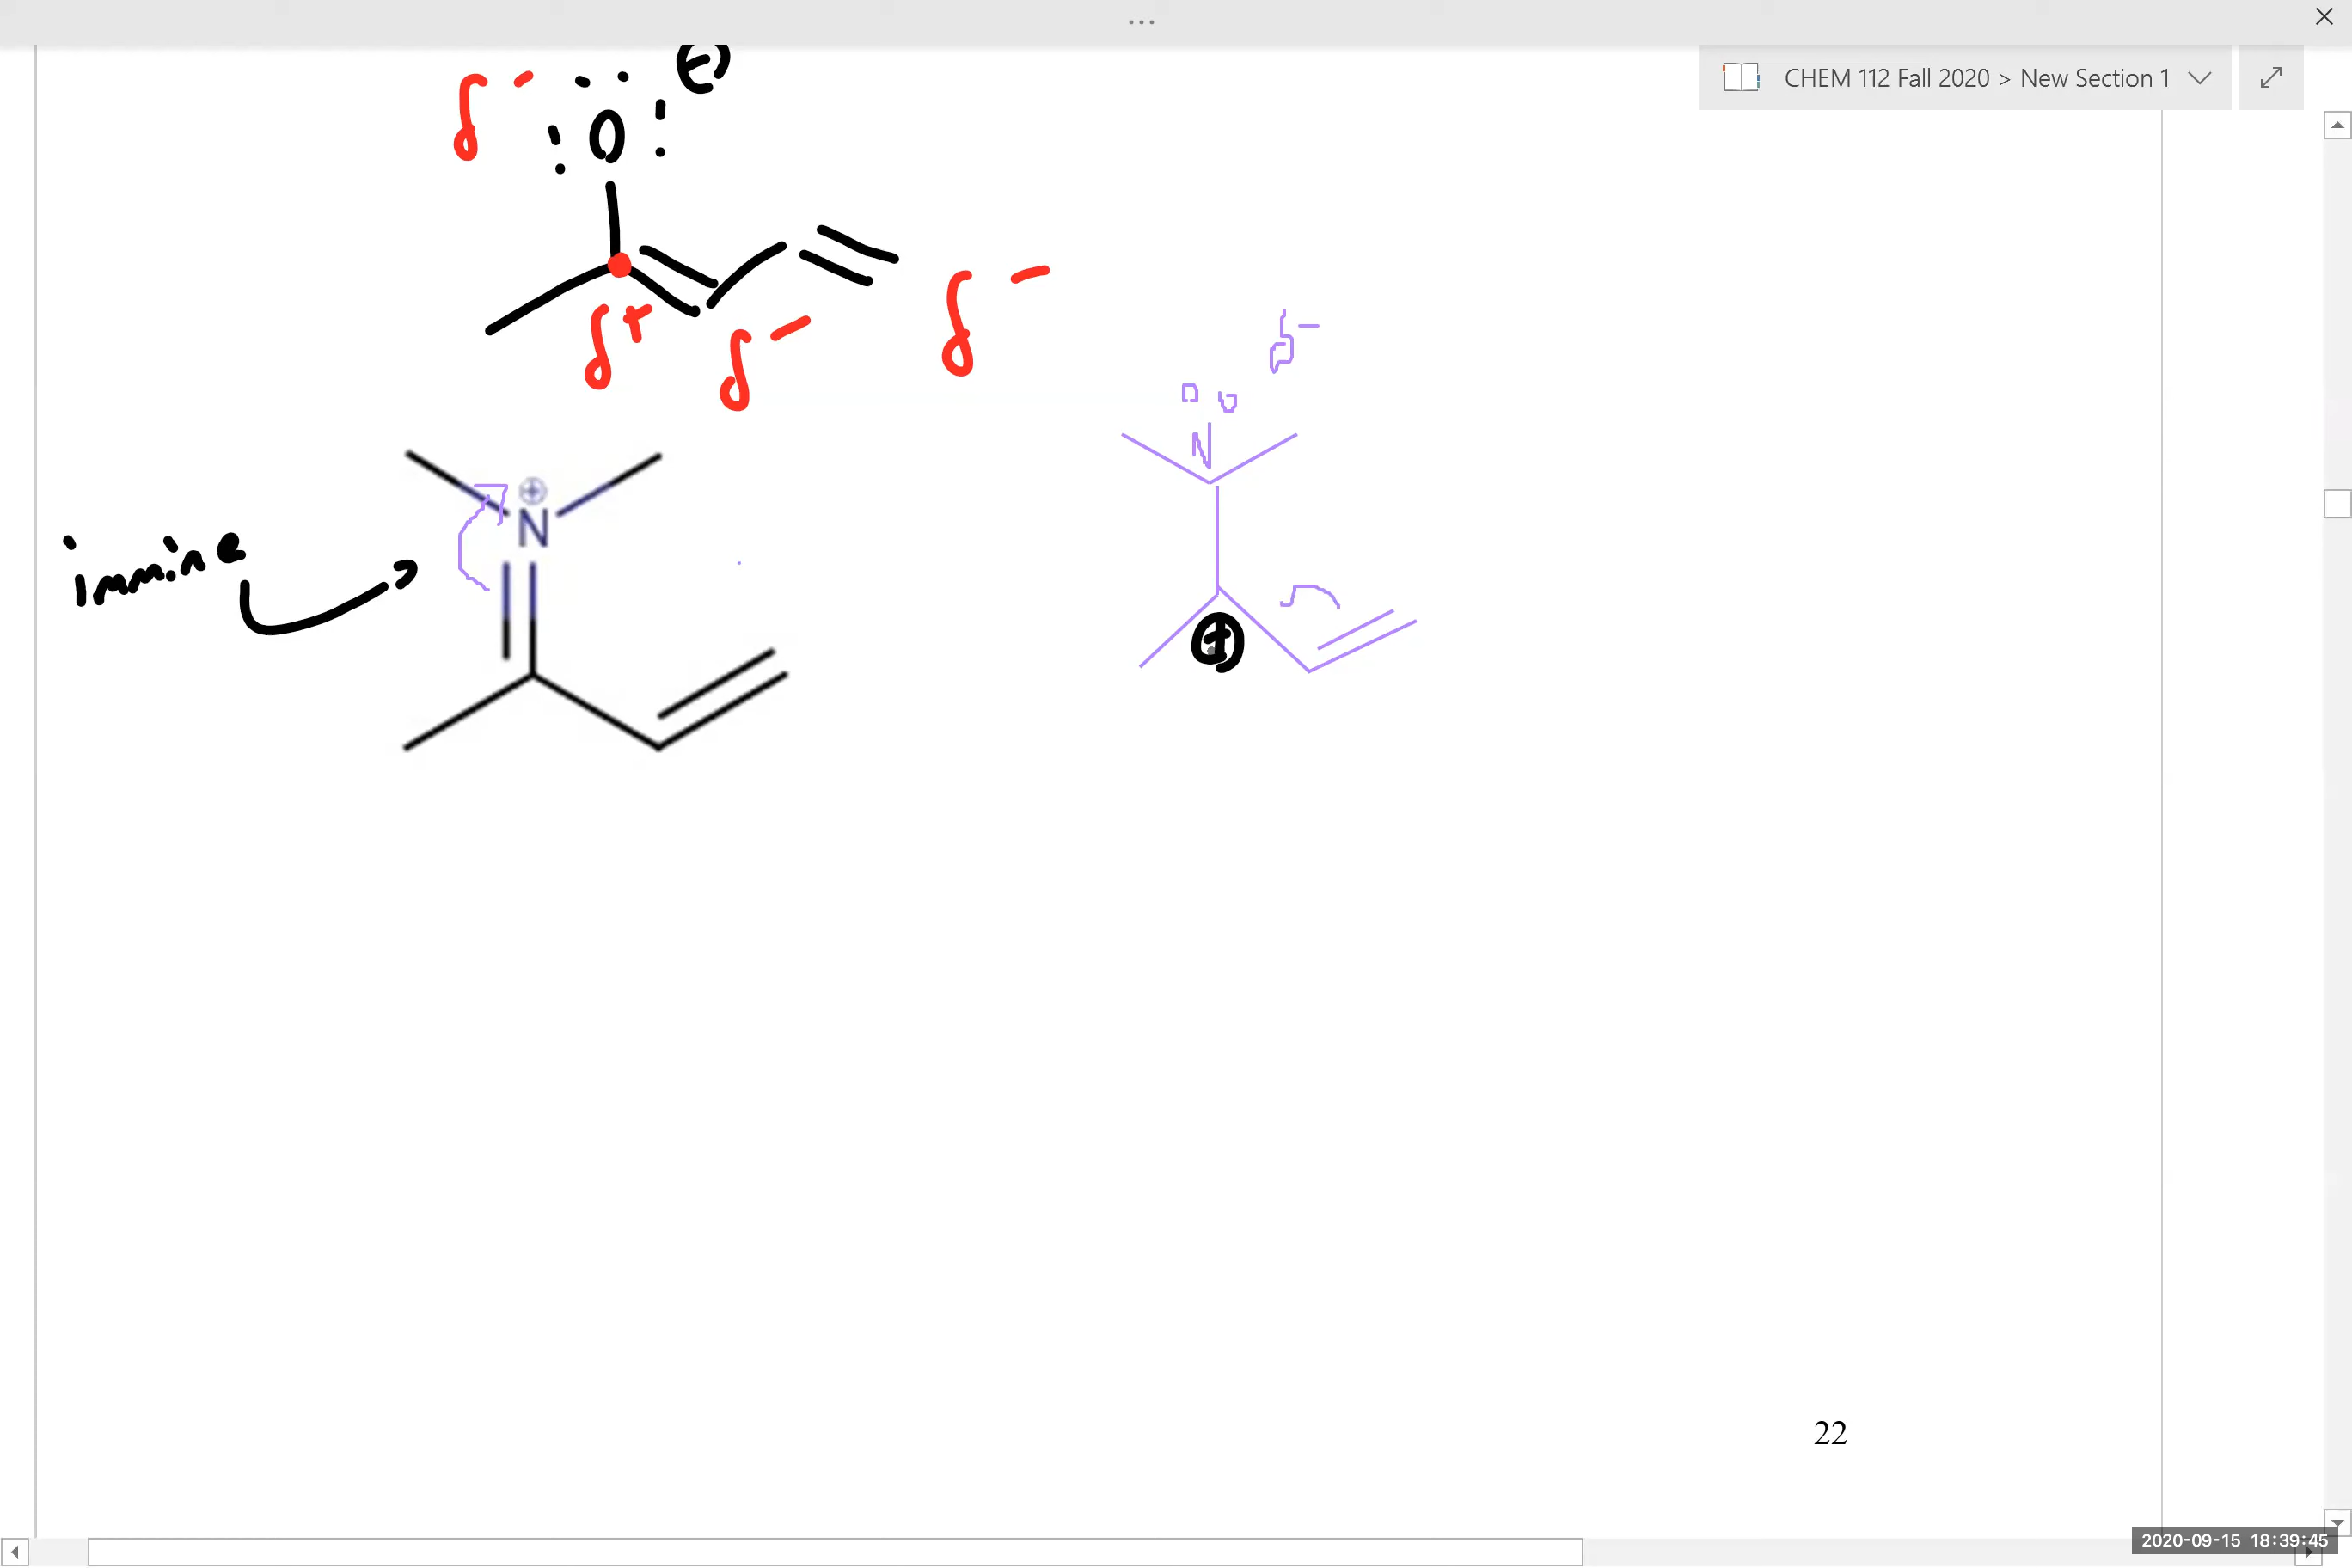 ...
CHEM 112 Fall 2020 > New Section 1
δ-
(-)
O
δ+
δ-
δ-
δ-
N
⊕
N
imine
⊕
22
2020-09-15 18:39:45